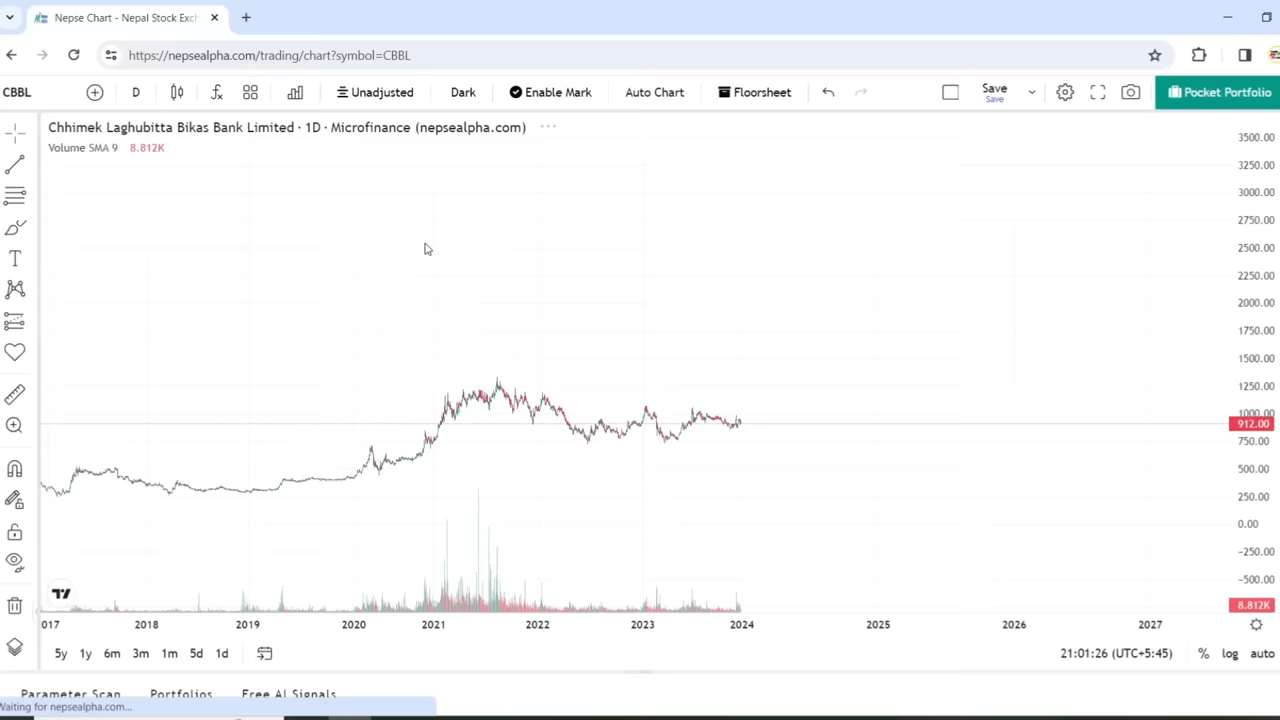 Nepse Chart - Nepal Stock Exch
https://nepsealpha.com/trading/chart?symbol=CBBL
CBBL D Unadjusted Dark Enable Mark Auto Chart Floorsheet Save Pocket Portfolio
Save
Chhimek Laghubitta Bikas Bank Limited · 1D · Microfinance (nepsealpha.com)
Volume SMA 9 8.812K
3500.00
3250.00
3000.00
2750.00
2500.00
2250.00
2000.00
1750.00
1500.00
1250.00
1000.00
912.00
750.00
500.00
250.00
0.00
−250.00
−500.00
8.812K
017 2018 2019 2020 2021 2022 2023 2024 2025 2026 2027
5y 1y 6m 3m 1m 5d 1d 21:01:26 (UTC+5:45) % log auto
Parameter Scan Portfolios Free AI Signals
Waiting for nepsealpha.com...